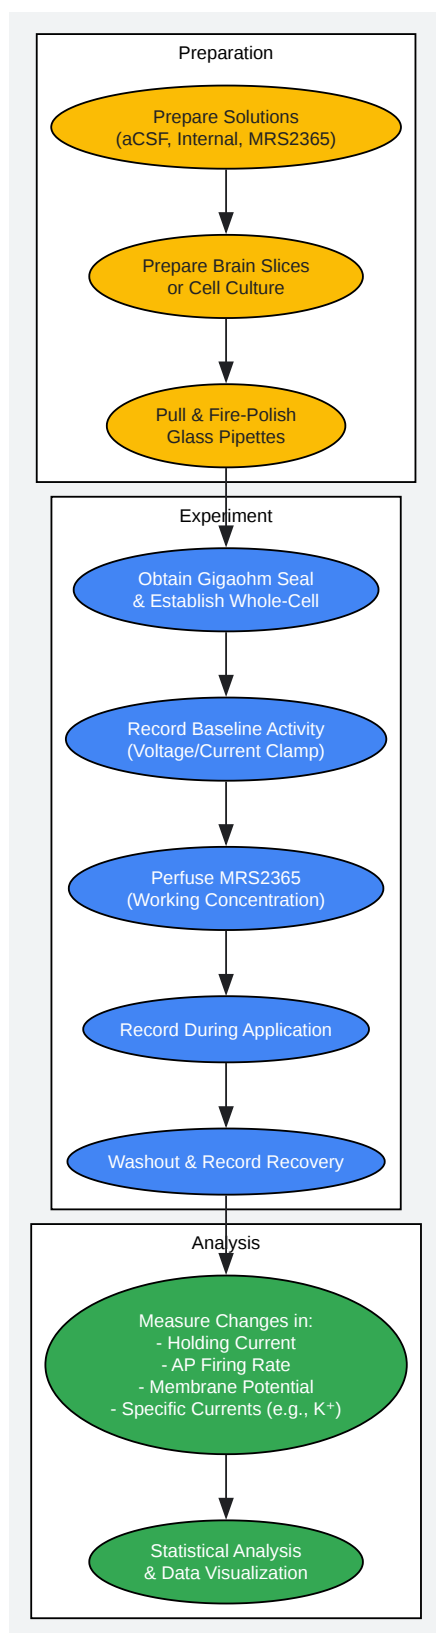 Preparation
Prepare Solutions
(aCSF, Internal, MRS2365)
Prepare Brain Slices
or Cell Culture
Pull & Fire-Polish
Glass Pipettes
Experiment
Obtain Gigaohm Seal
& Establish Whole-Cell
Record Baseline Activity
(Voltage/Current Clamp)
Perfuse MRS2365
(Working Concentration)
Record During Application
Washout & Record Recovery
Analysis
Measure Changes in:
- Holding Current
- AP Firing Rate
- Membrane Potential
- Specific Currents (e.g., K⁺)
Statistical Analysis
& Data Visualization